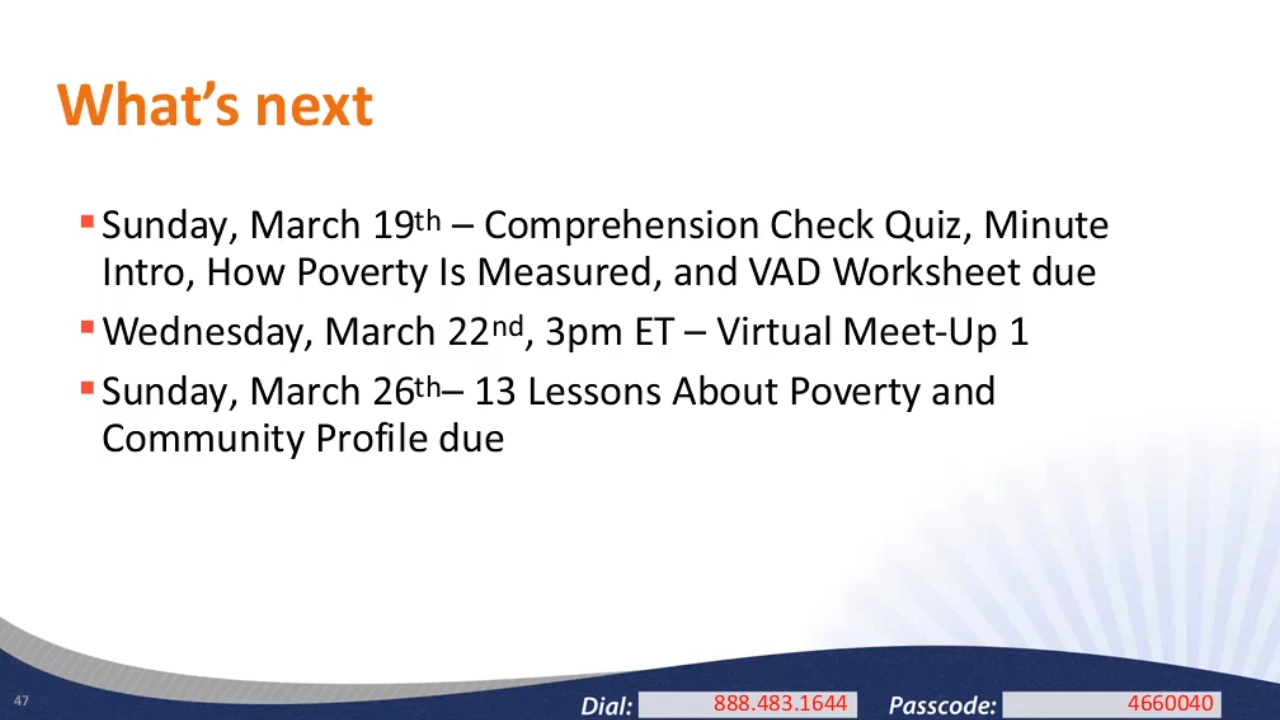 What’s next
Sunday, March 19th – Comprehension Check Quiz, Minute
Intro, How Poverty Is Measured, and VAD Worksheet due
Wednesday, March 22nd, 3pm ET – Virtual Meet-Up 1
Sunday, March 26th– 13 Lessons About Poverty and
Community Profile due
47
Dial: 888.483.1644 Passcode: 4660040